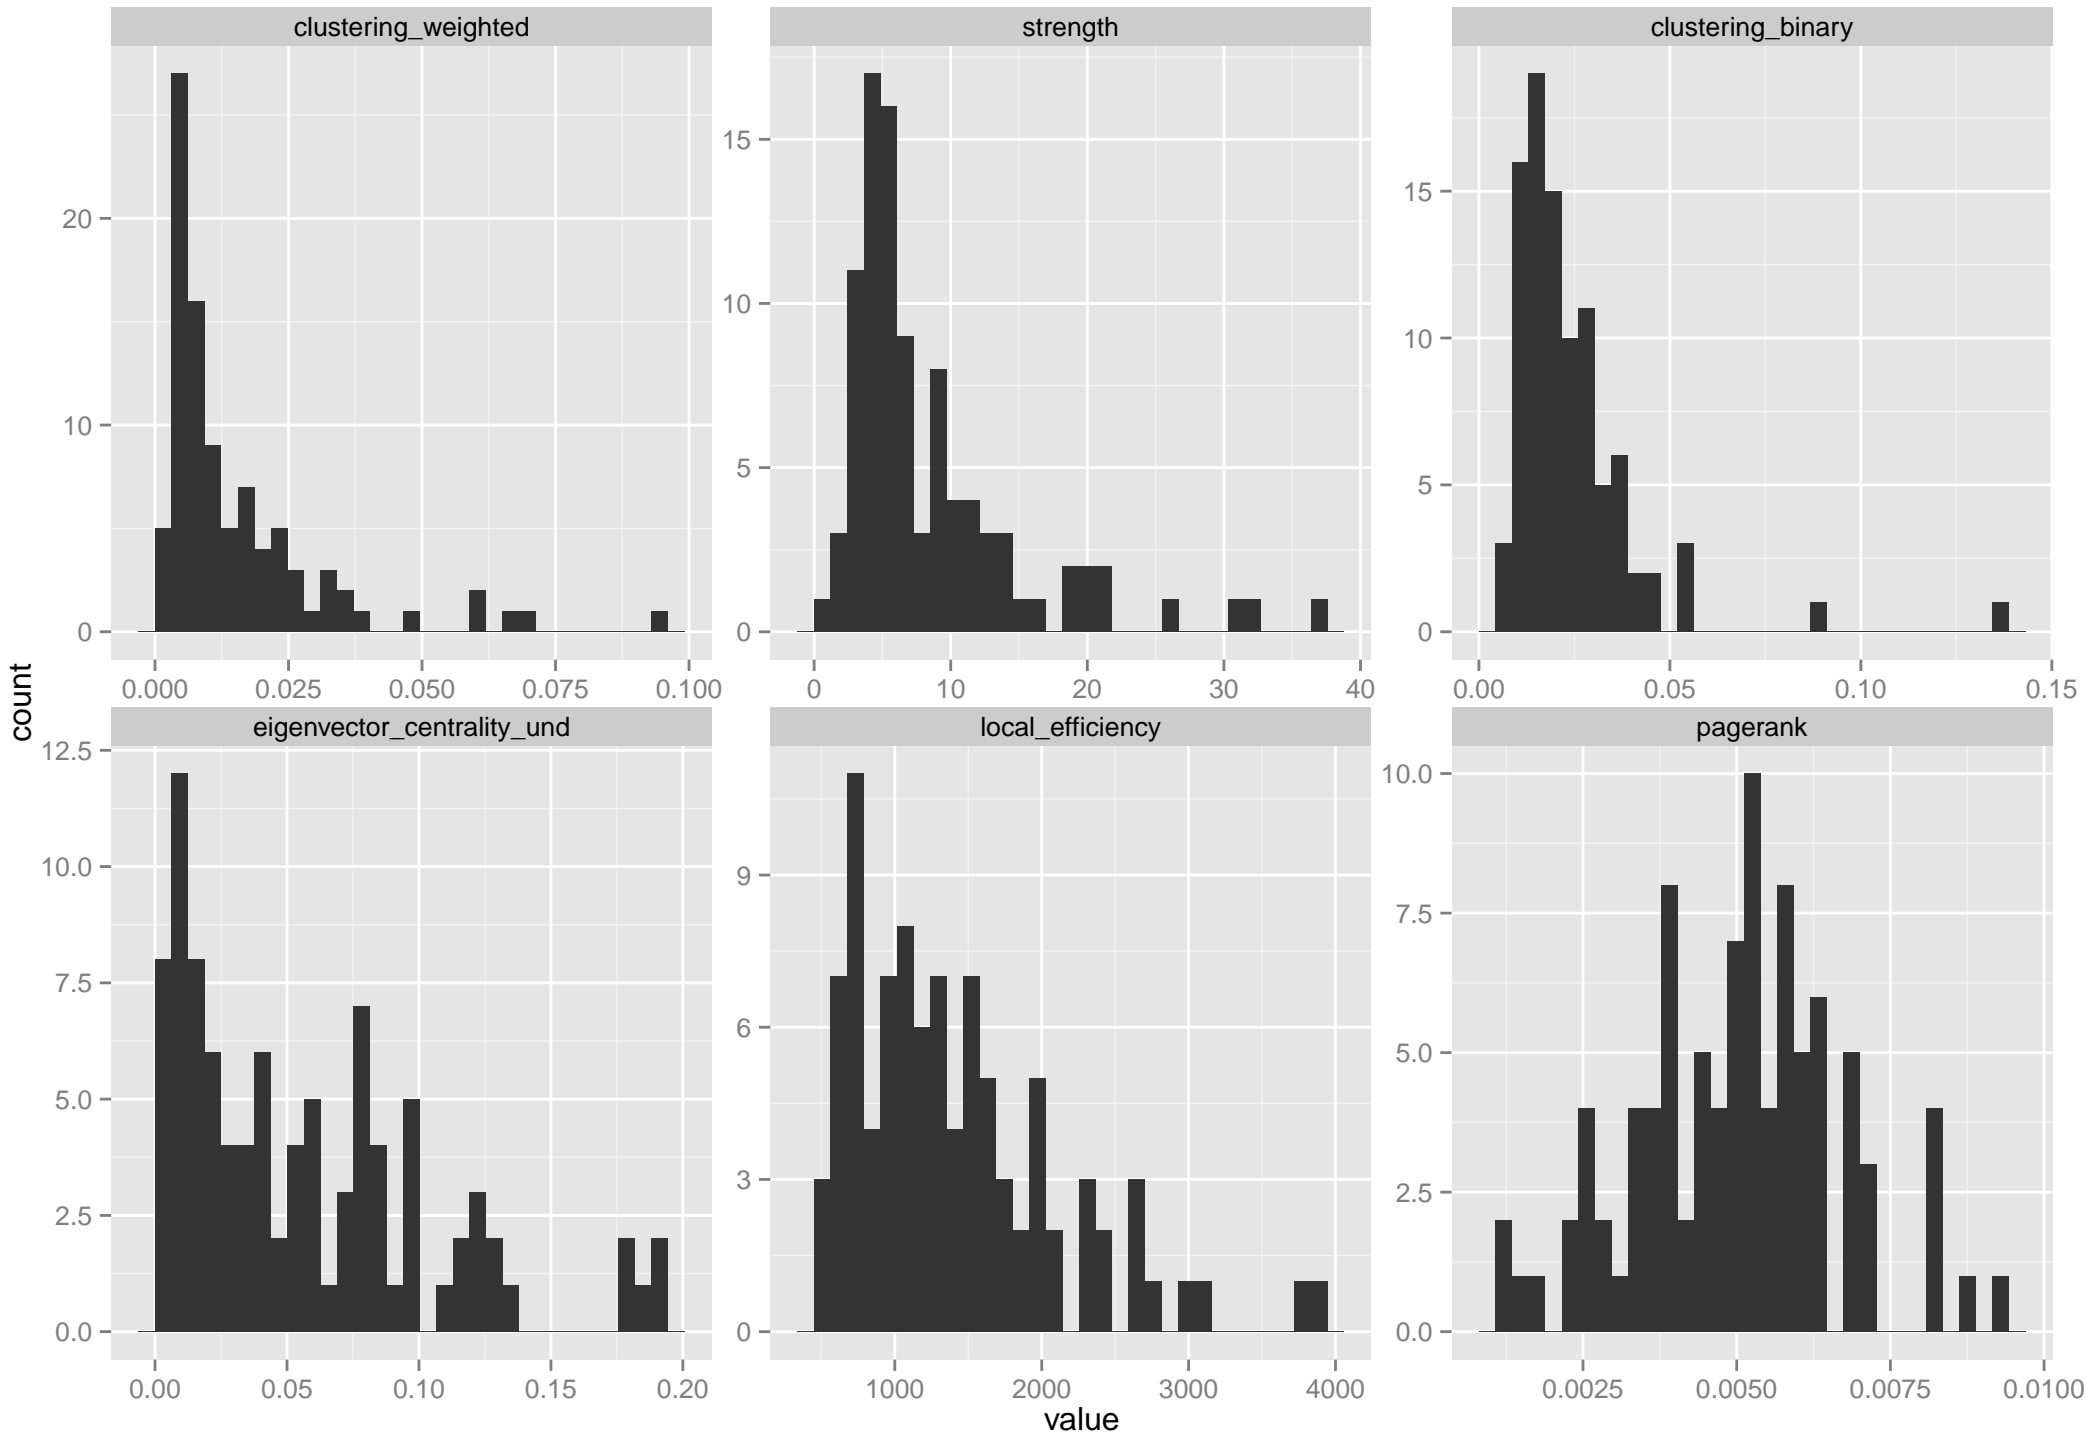 clustering_weighted
strength
clustering_binary
20
10
0
15
10
5
0
15
10
5
0
0.000 0.025 0.050 0.075 0.100
0 10 20 30 40
0.00 0.05 0.10 0.15
count
eigenvector_centrality_und
local_efficiency
pagerank
12.5
10.0
7.5
5.0
2.5
0.0
9
6
3
0
10.0
7.5
5.0
2.5
0.0
0.00 0.05 0.10 0.15 0.20
1000 2000 3000 4000
0.0025 0.0050 0.0075 0.0100
value